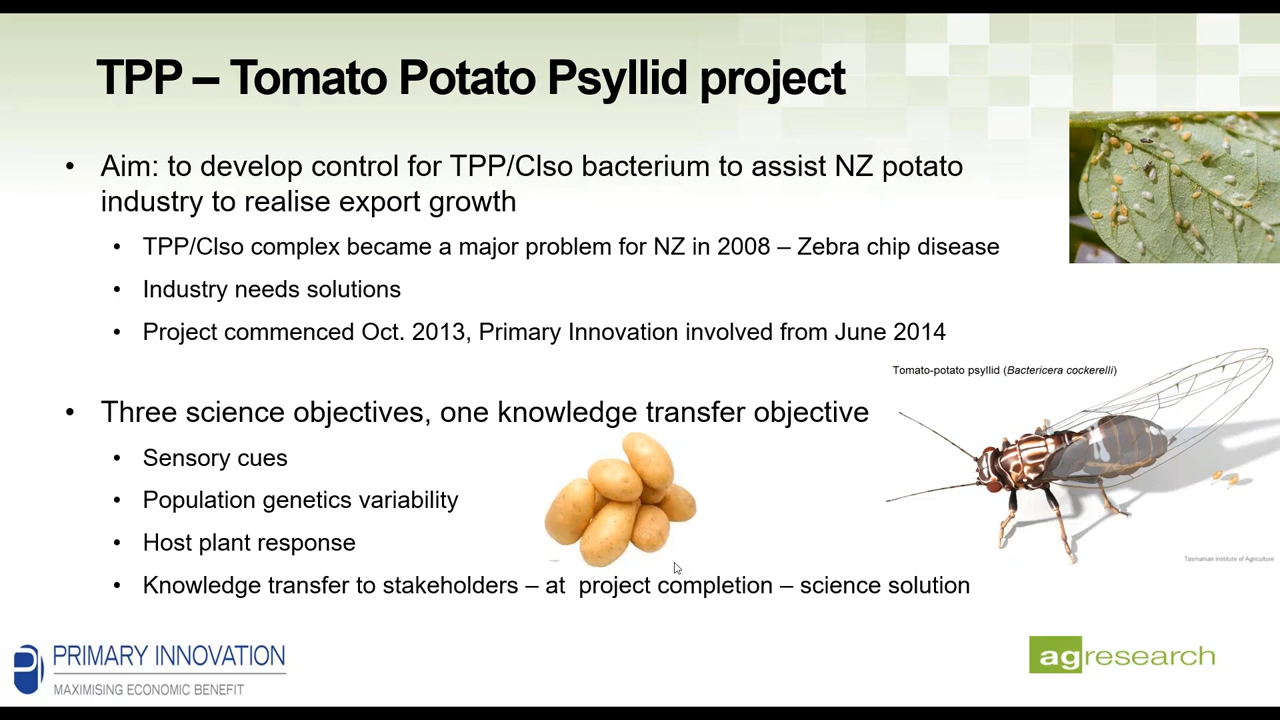 TPP – Tomato Potato Psyllid project
• Aim: to develop control for TPP/Clso bacterium to assist NZ potato
industry to realise export growth
• TPP/Clso complex became a major problem for NZ in 2008 – Zebra chip disease
• Industry needs solutions
• Project commenced Oct. 2013, Primary Innovation involved from June 2014
Tomato-potato psyllid (Bactericera cockerelli)
• Three science objectives, one knowledge transfer objective
• Sensory cues
• Population genetics variability
• Host plant response
Tasmanian Institute of Agriculture
• Knowledge transfer to stakeholders – at  project completion – science solution
PRIMARY INNOVATION
MAXIMISING ECONOMIC BENEFIT
agresearch